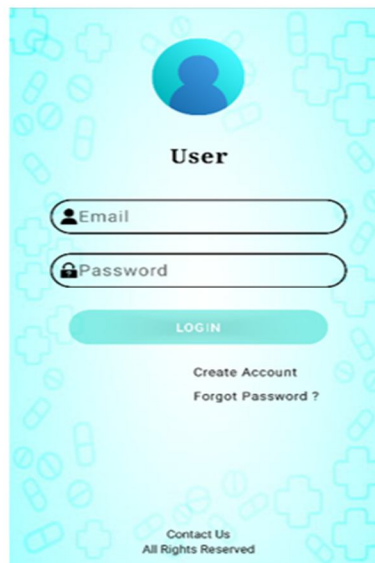 User
Email
Password
LOGIN
Create Account
Forgot Password ?
Contact Us
All Rights Reserved